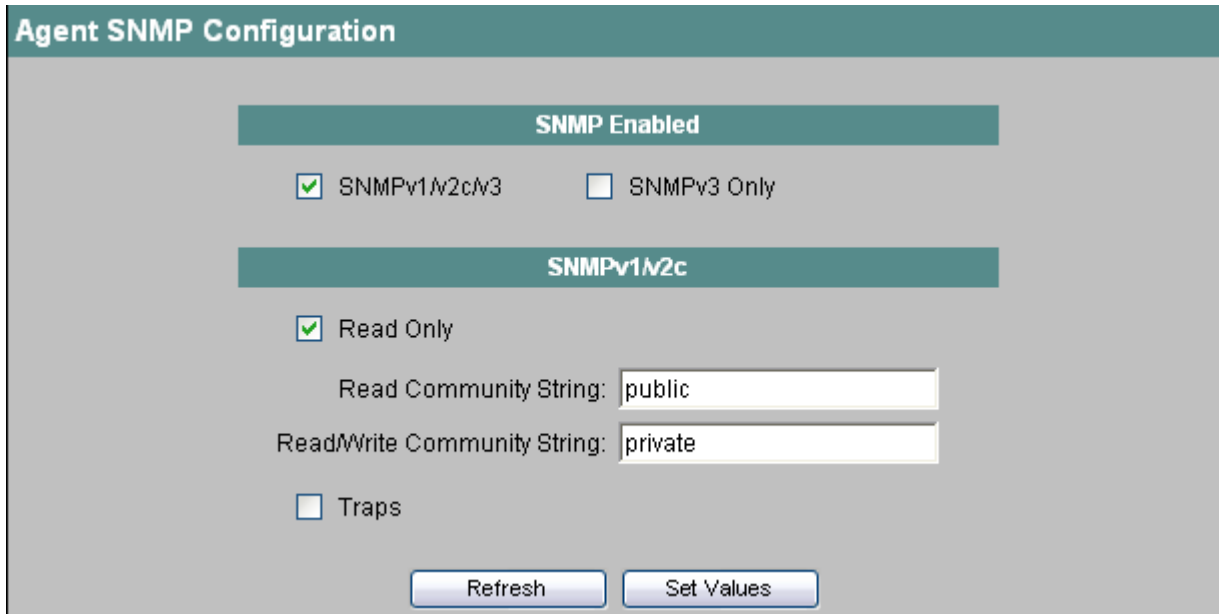 Agent SNMP Configuration
SNMP Enabled
SNMPv1/v2c/v3 SNMPv3 Only
SNMPv1/v2c
Read Only
Read Community String: public
Read/Write Community String: private
Traps
Refresh Set Values